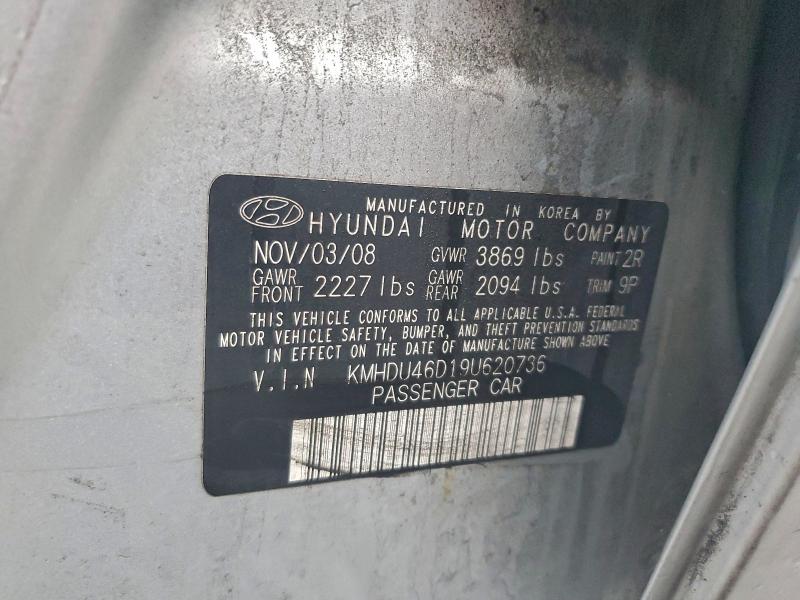 MANUFACTURED IN KOREA BY
HYUNDAI MOTOR COMPANY
NOV/03/08 GVWR 3869 lbs PAINT 2R
GAWR FRONT 2227 lbs GAWR REAR 2094 lbs TRIM 9P
THIS VEHICLE CONFORMS TO ALL APPLICABLE U.S.A. FEDERAL
MOTOR VEHICLE SAFETY, BUMPER, AND THEFT PREVENTION STANDARDS
IN EFFECT ON THE DATE OF MANUFACTURE SHOWN ABOVE
V.I.N KMHDU46D19U620736
PASSENGER CAR